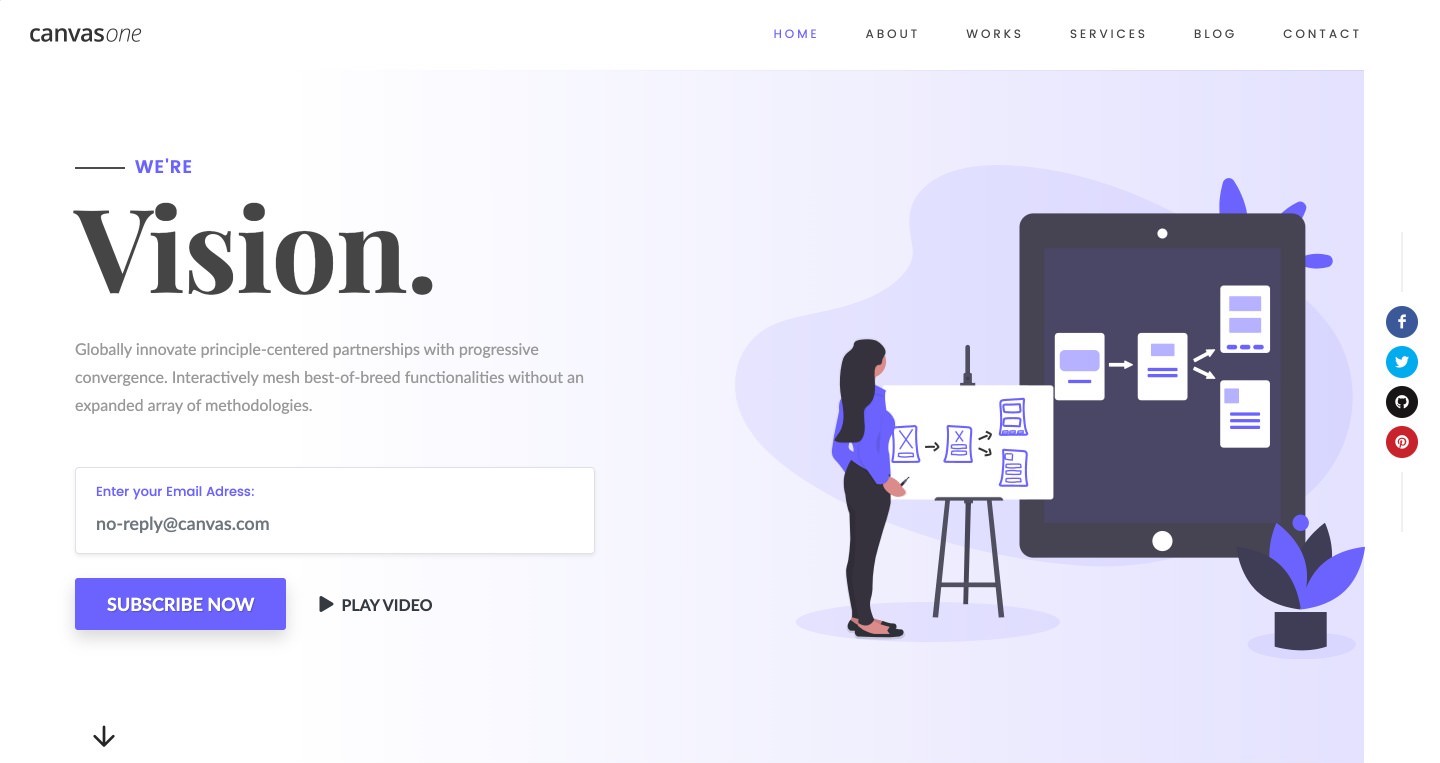 canvasone
HOME ABOUT WORKS SERVICES BLOG CONTACT
WE'RE
Vision.
Globally innovate principle-centered partnerships with progressive
convergence. Interactively mesh best-of-breed functionalities without an
expanded array of methodologies.
Enter your Email Adress:
no-reply@canvas.com
SUBSCRIBE NOW
PLAY VIDEO